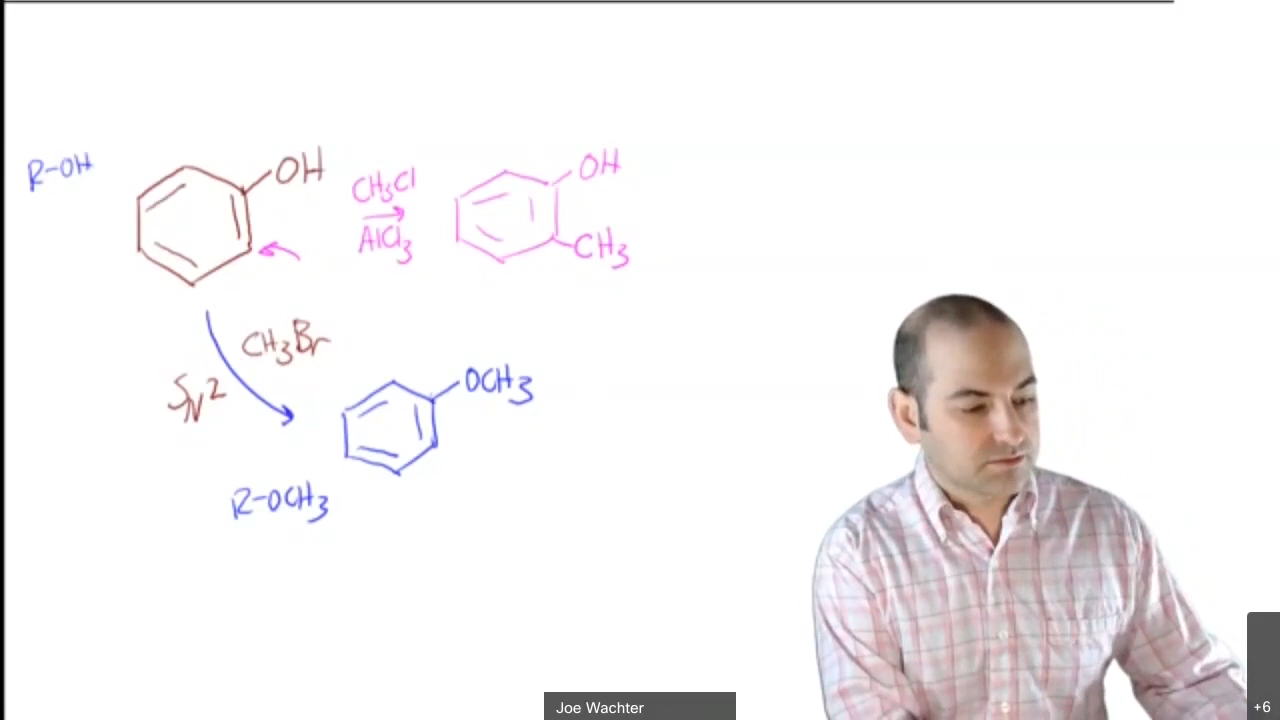 R-OH
OH
CH3Cl
AlCl3
OH
CH3
CH3Br
SN2
OCH3
R-OCH3
Joe Wachter
+6